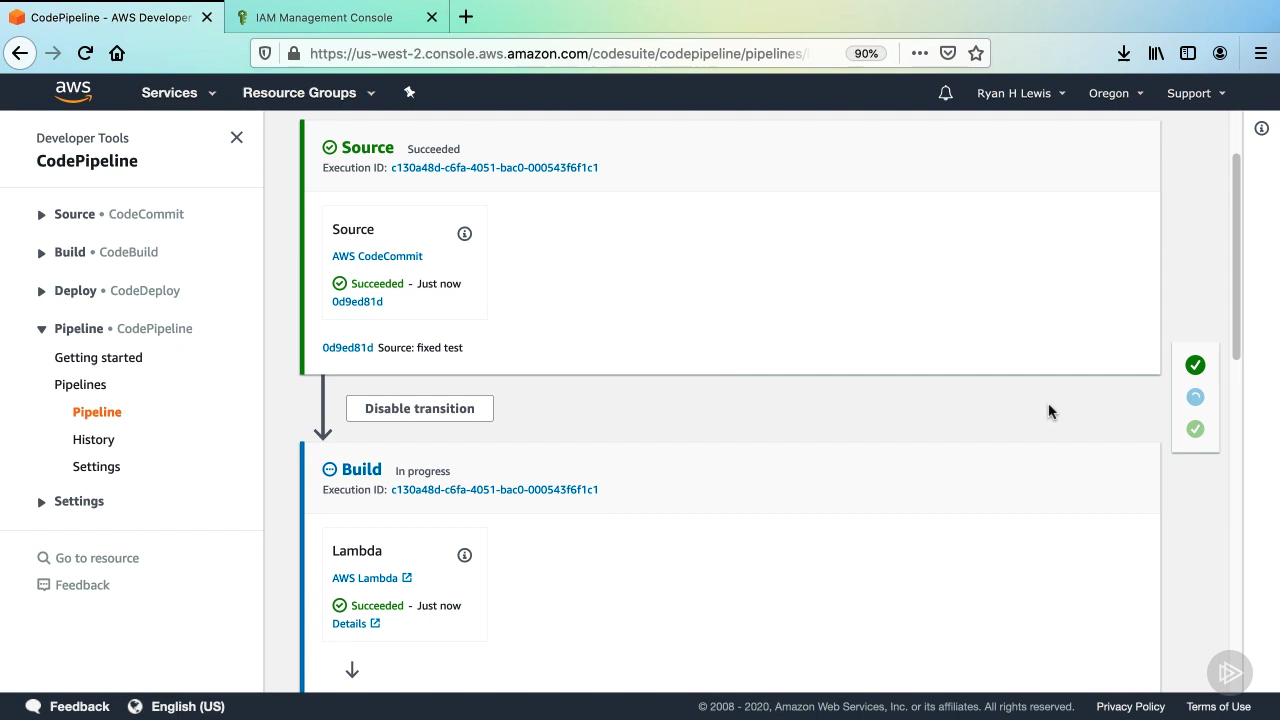 CodePipeline - AWS Developer
IAM Management Console
https://us-west-2.console.aws.amazon.com/codesuite/codepipeline/pipelines/
90%
aws
Services
Resource Groups
Ryan H Lewis
Oregon
Support
Developer Tools
CodePipeline
Source • CodeCommit
Build • CodeBuild
Deploy • CodeDeploy
Pipeline • CodePipeline
Getting started
Pipelines
Pipeline
History
Settings
Settings
Go to resource
Feedback
Source Succeeded
Execution ID: c130a48d-c6fa-4051-bac0-000543f6f1c1
Source
AWS CodeCommit
Succeeded - Just now
0d9ed81d
0d9ed81d Source: fixed test
Disable transition
Build In progress
Execution ID: c130a48d-c6fa-4051-bac0-000543f6f1c1
Lambda
AWS Lambda
Succeeded - Just now
Details
Feedback
English (US)
© 2008 - 2020, Amazon Web Services, Inc. or its affiliates. All rights reserved.
Privacy Policy
Terms of Use